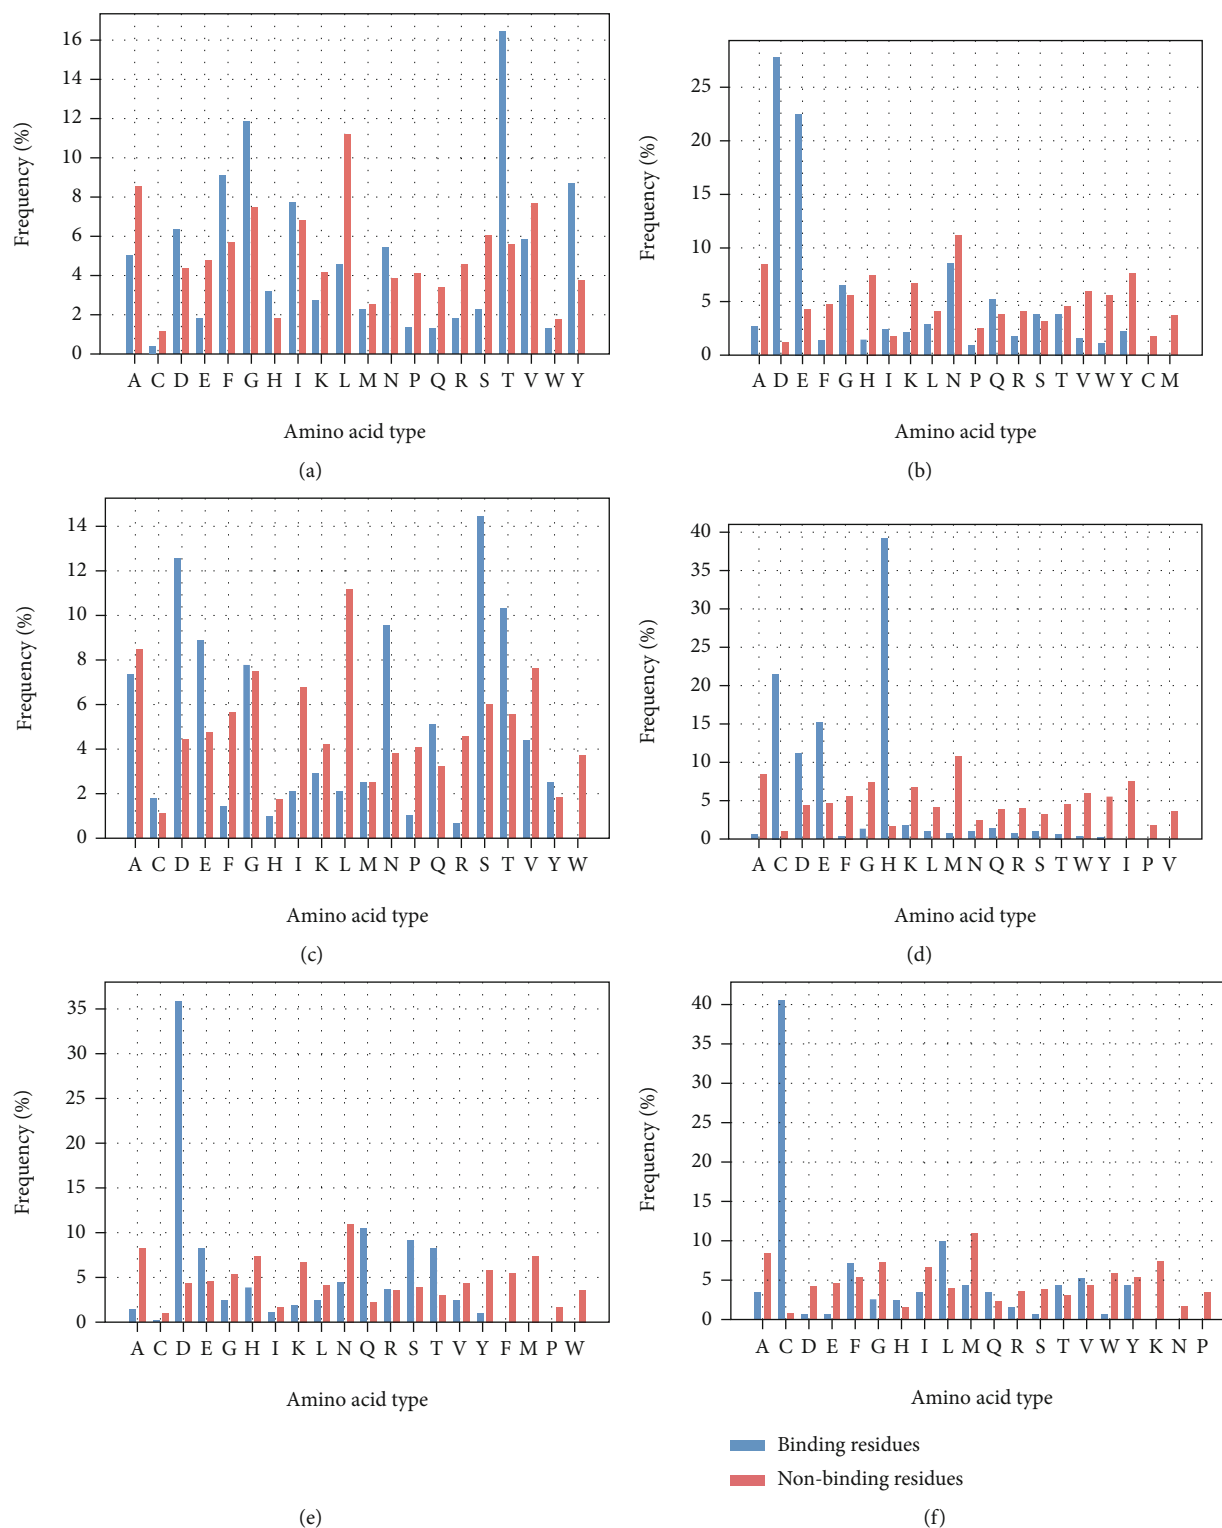 16
14
12
10
8
6
4
2
0
Frequency (%)
A C D E F G H I K L M N P Q R S T V W Y
Amino acid type
(a)
25
20
15
10
5
0
Frequency (%)
A D E F G H I K L N P Q R S T V W Y C M
Amino acid type
(b)
14
12
10
8
6
4
2
0
Frequency (%)
A C D E F G H I K L M N P Q R S T V Y W
Amino acid type
(c)
40
35
30
25
20
15
10
5
0
Frequency (%)
A C D E F G H K L M N Q R S T W Y I P V
Amino acid type
(d)
35
30
25
20
15
10
5
0
Frequency (%)
A C D E G H I K L N Q R S T V Y F M P W
Amino acid type
(e)
40
35
30
25
20
15
10
5
0
Frequency (%)
A C D E F G H I L M Q R S T V W Y K N P
Amino acid type
Binding residues
Non-binding residues
(f)